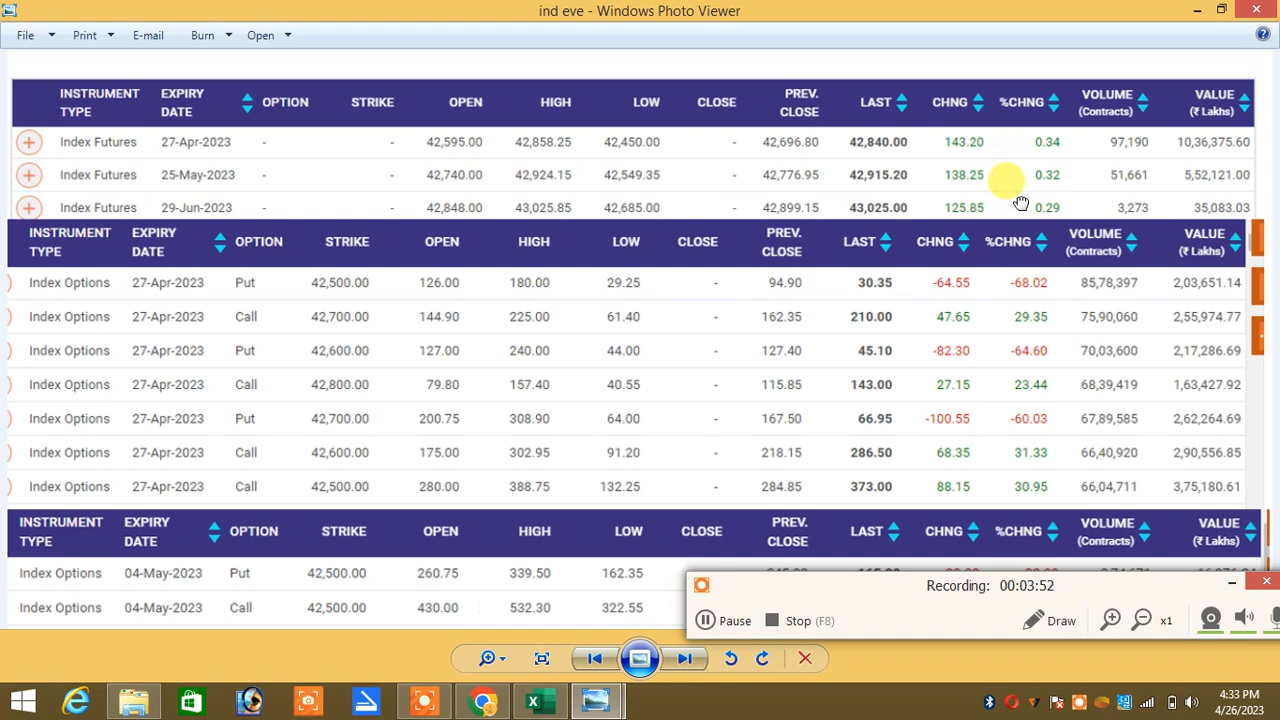 ind eve - Windows Photo Viewer
File Print E-mail Burn Open
INSTRUMENT TYPE EXPIRY DATE OPTION STRIKE OPEN HIGH LOW CLOSE PREV. CLOSE LAST CHNG %CHNG VOLUME (Contracts) VALUE (₹ Lakhs)
Index Futures 27-Apr-2023 - - 42,595.00 42,858.25 42,450.00 - 42,696.80 42,840.00 143.20 0.34 97,190 10,36,375.60
Index Futures 25-May-2023 - - 42,740.00 42,924.15 42,549.35 - 42,776.95 42,915.20 138.25 0.32 51,661 5,52,121.00
Index Futures 29-Jun-2023 - - 42,848.00 43,025.85 42,685.00 - 42,899.15 43,025.00 125.85 0.29 3,273 35,083.03
INSTRUMENT TYPE EXPIRY DATE OPTION STRIKE OPEN HIGH LOW CLOSE PREV. CLOSE LAST CHNG %CHNG VOLUME (Contracts) VALUE (₹ Lakhs)
Index Options 27-Apr-2023 Put 42,500.00 126.00 180.00 29.25 - 94.90 30.35 -64.55 -68.02 85,78,397 2,03,651.14
Index Options 27-Apr-2023 Call 42,700.00 144.90 225.00 61.40 - 162.35 210.00 47.65 29.35 75,90,060 2,55,974.77
Index Options 27-Apr-2023 Put 42,600.00 127.00 240.00 44.00 - 127.40 45.10 -82.30 -64.60 70,03,600 2,17,286.69
Index Options 27-Apr-2023 Call 42,800.00 79.80 157.40 40.55 - 115.85 143.00 27.15 23.44 68,39,419 1,63,427.92
Index Options 27-Apr-2023 Put 42,700.00 200.75 308.90 64.00 - 167.50 66.95 -100.55 -60.03 67,89,585 2,62,264.69
Index Options 27-Apr-2023 Call 42,600.00 175.00 302.95 91.20 - 218.15 286.50 68.35 31.33 66,40,920 2,90,556.85
Index Options 27-Apr-2023 Call 42,500.00 280.00 388.75 132.25 - 284.85 373.00 88.15 30.95 66,04,711 3,75,180.61
INSTRUMENT TYPE EXPIRY DATE OPTION STRIKE OPEN HIGH LOW CLOSE PREV. CLOSE LAST CHNG %CHNG VOLUME (Contracts) VALUE (₹ Lakhs)
Index Options 04-May-2023 Put 42,500.00 260.75 339.50 162.35
Index Options 04-May-2023 Call 42,500.00 430.00 532.30 322.55
Recording: 00:03:52
Pause Stop (F8) Draw x1
4:33 PM
4/26/2023